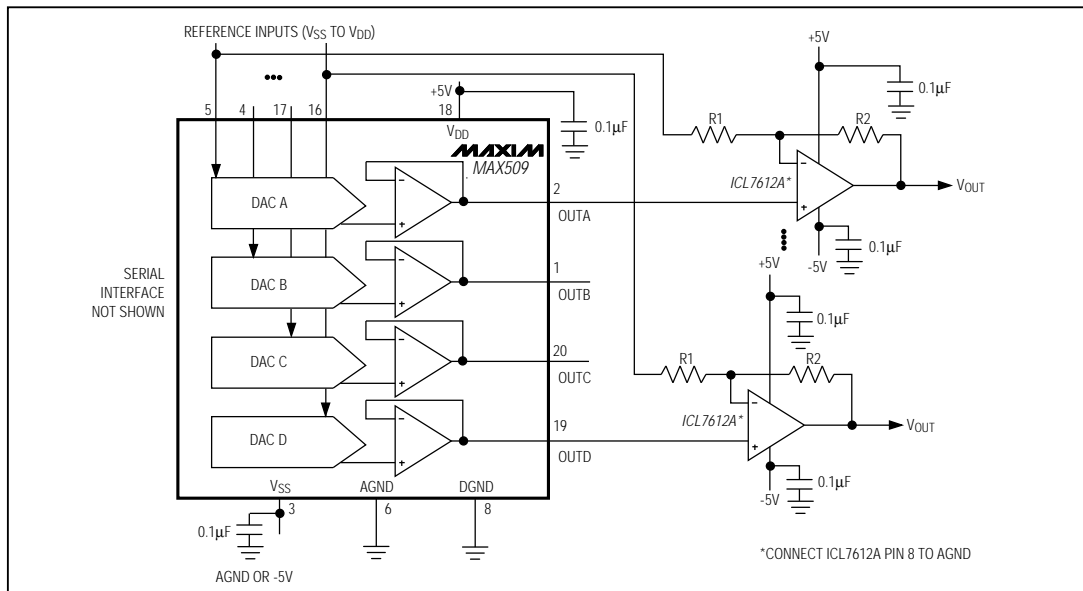 REFERENCE INPUTS (VSS TO VDD)
•••
5
4
17
16
+5V
18
VDD
0.1µF
MAXIM
MAX509
DAC A
DAC B
DAC C
DAC D
SERIAL
INTERFACE
NOT SHOWN
2
OUTA
1
OUTB
20
OUTC
19
OUTD
VSS
3
AGND
6
DGND
8
0.1µF
AGND OR -5V
+5V
0.1µF
R1
R2
ICL7612A*
VOUT
0.1µF
-5V
+5V
0.1µF
R1
R2
ICL7612A*
VOUT
0.1µF
-5V
*CONNECT ICL7612A PIN 8 TO AGND